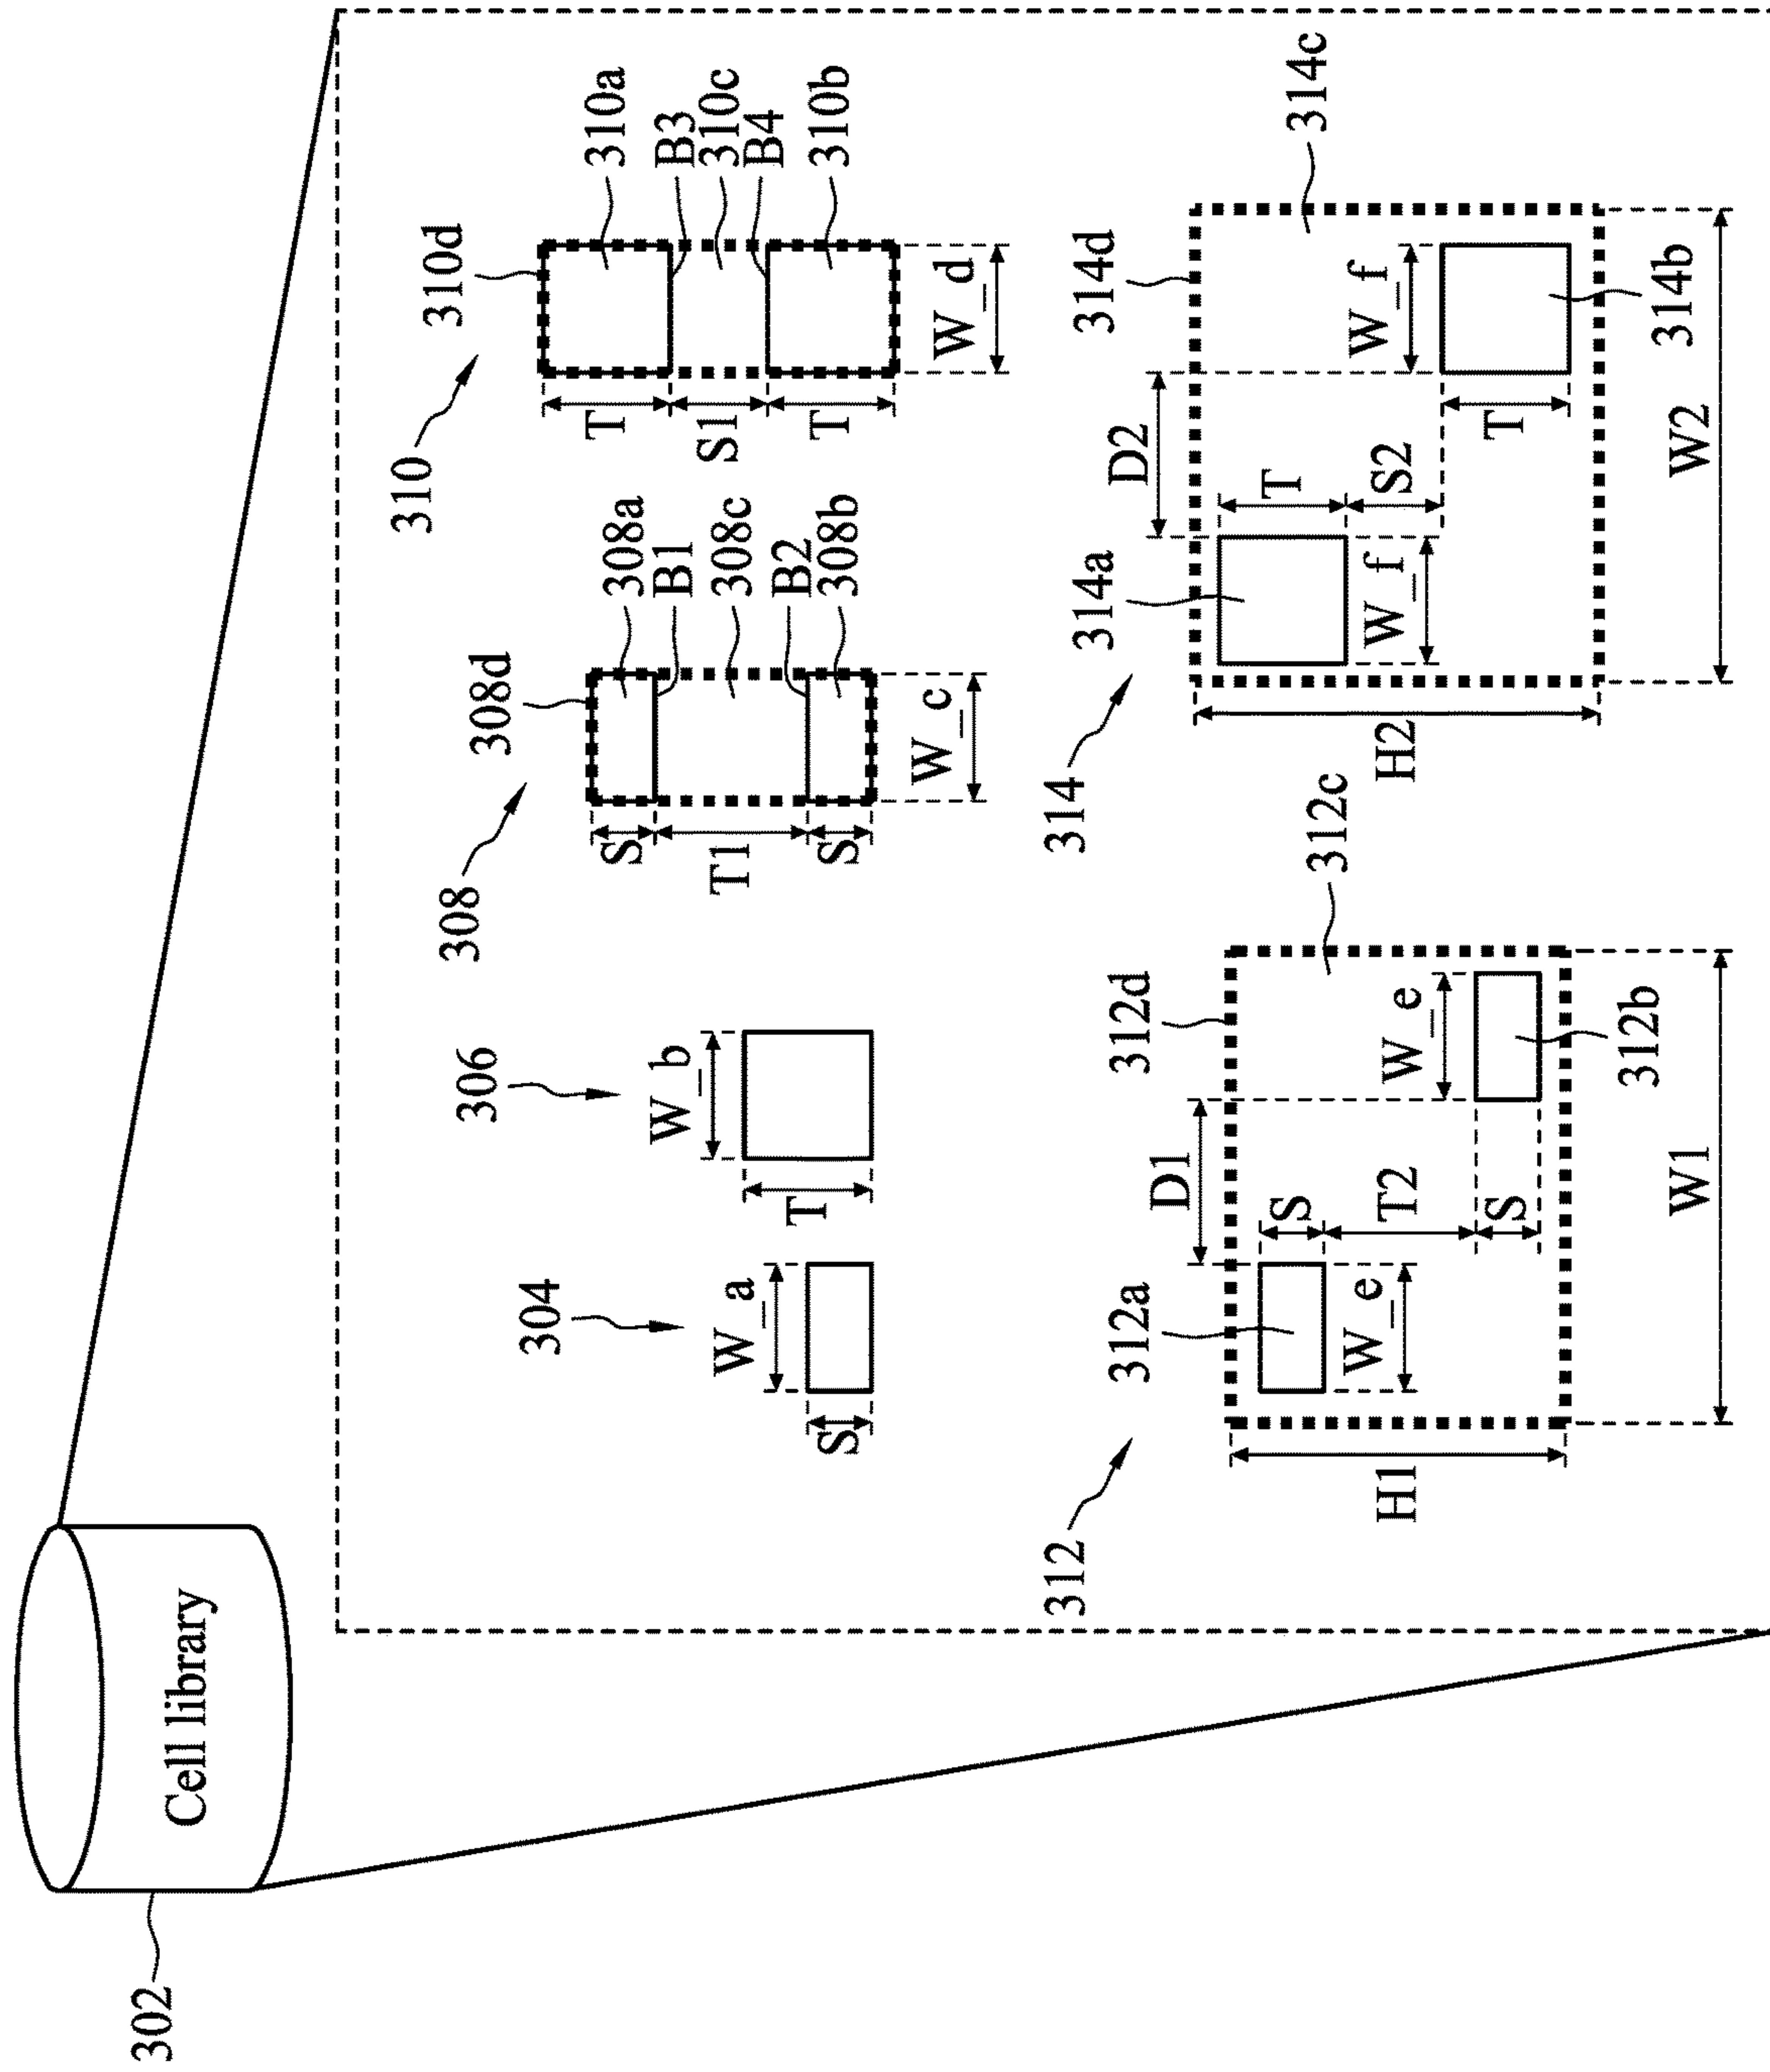 302
Cell library
304
W_a
S
306
W_b
T
308
308d
308a
B1
308c
B2
308b
S
T1
S
W_c
310
310d
310a
B3
310c
B4
310b
T
S1
T
W_d
312
312a
312d
312c
D1
S
T2
S
W_e
W_e
312b
H1
W1
314
314a
314d
314c
D2
T
S2
T
W_f
W_f
314b
H2
W2